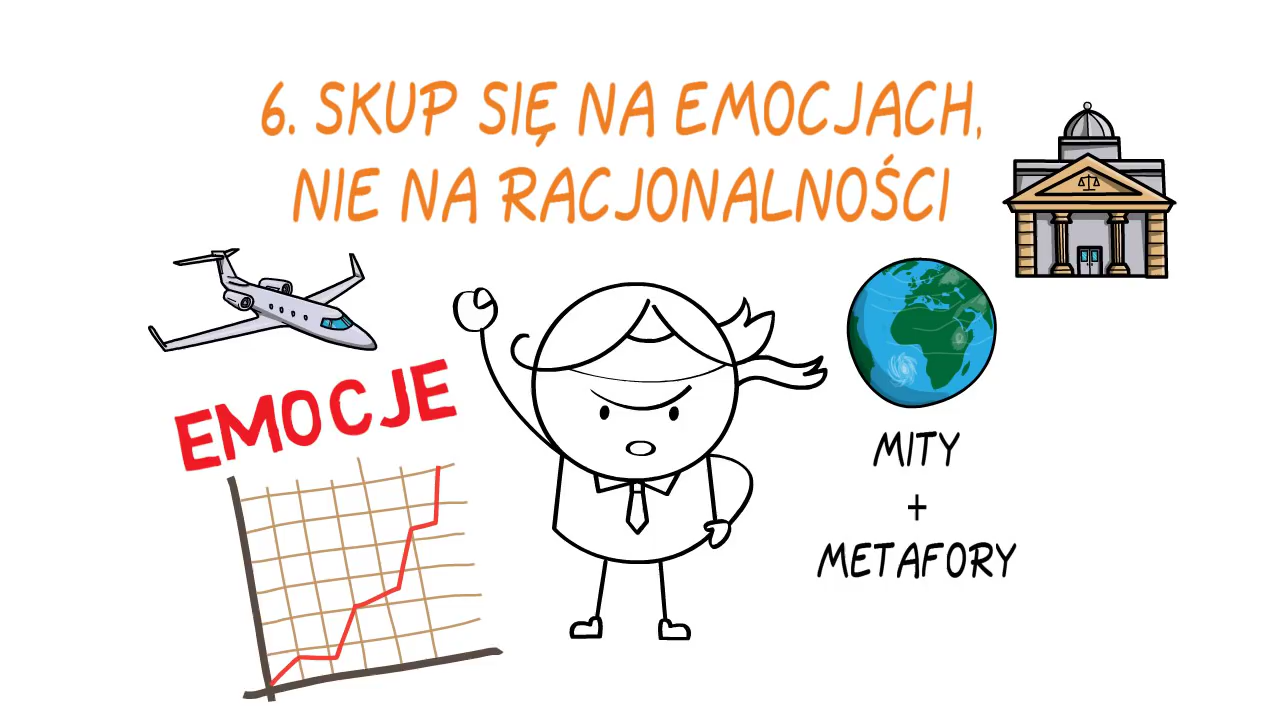 6. SKUP SIĘ NA EMOCJACH,
NIE NA RACJONALNOŚCI
EMOCJE
MITY
+
METAFORY